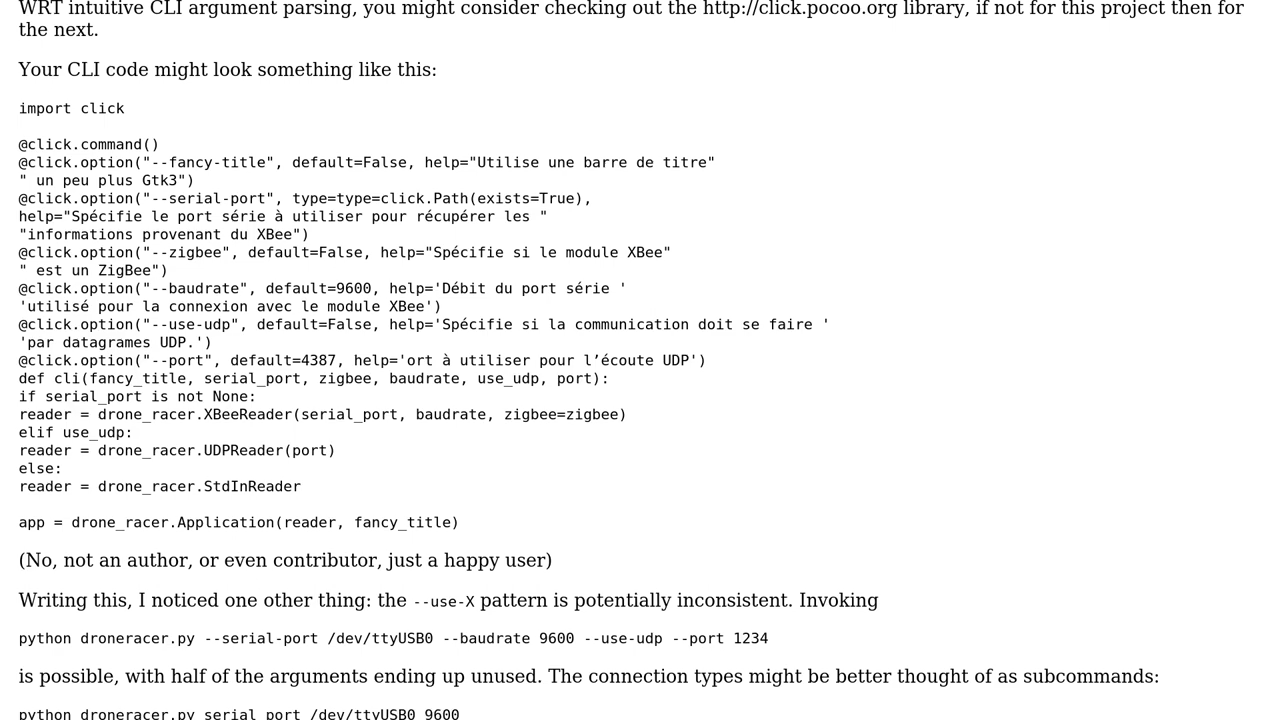 WRT intuitive CLI argument parsing, you might consider checking out the http://click.pocoo.org library, if not for this project then for
the next.
Your CLI code might look something like this:
import click
@click.command()
@click.option("--fancy-title", default=False, help="Utilise une barre de titre"
" un peu plus Gtk3")
@click.option("--serial-port", type=type=click.Path(exists=True),
help="Spécifie le port série à utiliser pour récupérer les "
"informations provenant du XBee")
@click.option("--zigbee", default=False, help="Spécifie si le module XBee"
" est un ZigBee")
@click.option("--baudrate", default=9600, help='Débit du port série '
'utilisé pour la connexion avec le module XBee')
@click.option("--use-udp", default=False, help='Spécifie si la communication doit se faire '
'par datagrames UDP.')
@click.option("--port", default=4387, help='ort à utiliser pour l’écoute UDP')
def cli(fancy_title, serial_port, zigbee, baudrate, use_udp, port):
if serial_port is not None:
reader = drone_racer.XBeeReader(serial_port, baudrate, zigbee=zigbee)
elif use_udp:
reader = drone_racer.UDPReader(port)
else:
reader = drone_racer.StdInReader
app = drone_racer.Application(reader, fancy_title)
(No, not an author, or even contributor, just a happy user)
Writing this, I noticed one other thing: the --use-X pattern is potentially inconsistent. Invoking
python droneracer.py --serial-port /dev/ttyUSB0 --baudrate 9600 --use-udp --port 1234
is possible, with half of the arguments ending up unused. The connection types might be better thought of as subcommands:
python droneracer.py serial port /dev/ttyUSB0 9600